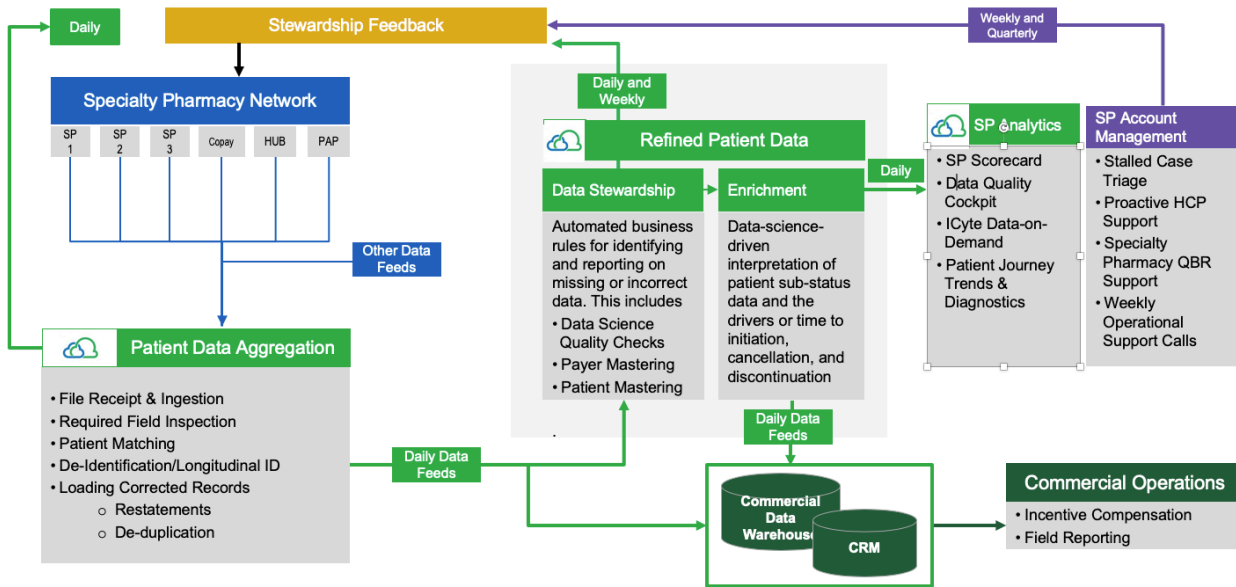 Daily
Stewardship Feedback
Weekly and
Quarterly
Specialty Pharmacy Network
SP
1
SP
2
SP
3
Copay
HUB
PAP
Other Data
Feeds
Daily and
Weekly
Refined Patient Data
Data Stewardship
Automated business
rules for identifying
and reporting on
missing or incorrect
data. This includes
• Data Science
Quality Checks
• Payer Mastering
• Patient Mastering
.
Enrichment
Data-science-
driven
interpretation of
patient sub-status
data and the
drivers or time to
initiation,
cancellation, and
discontinuation
Daily
SP Analytics
• SP Scorecard
• Data Quality
Cockpit
• ICyte Data-on-
Demand
• Patient Journey
Trends &
Diagnostics
SP Account
Management
• Stalled Case
Triage
• Proactive HCP
Support
• Specialty
Pharmacy QBR
Support
• Weekly
Operational
Support Calls
Patient Data Aggregation
• File Receipt & Ingestion
• Required Field Inspection
• Patient Matching
• De-Identification/Longitudinal ID
• Loading Corrected Records
o Restatements
o De-duplication
Daily Data
Feeds
Daily Data
Feeds
Commercial
Data
Warehouse
CRM
Commercial Operations
• Incentive Compensation
• Field Reporting